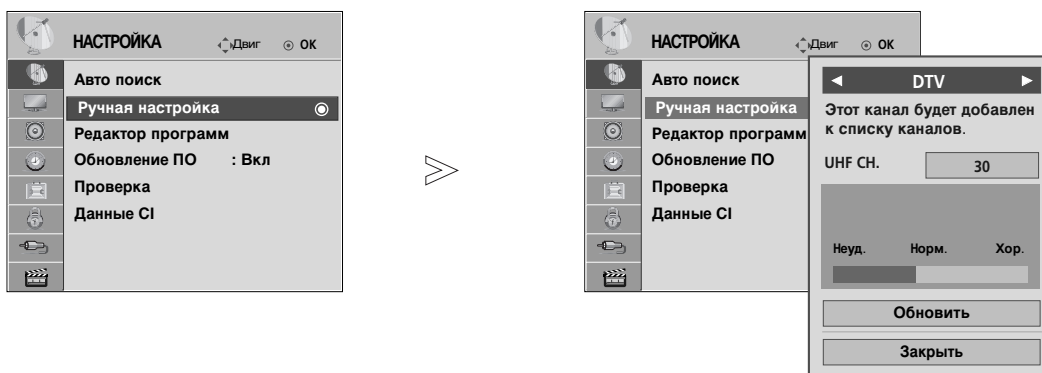 НАСТРОЙКА Двиг OK
Авто поиск
Ручная настройка
Редактор программ
Обновление ПО : Вкл
Проверка
Данные CI
НАСТРОЙКА Двиг OK
Авто поиск
Ручная настройка
Редактор программ
Обновление ПО
Проверка
Данные CI
DTV
Этот канал будет добавлен
к списку каналов.
UHF CH. 30
Неуд. Норм. Хор.
Обновить
Закрыть